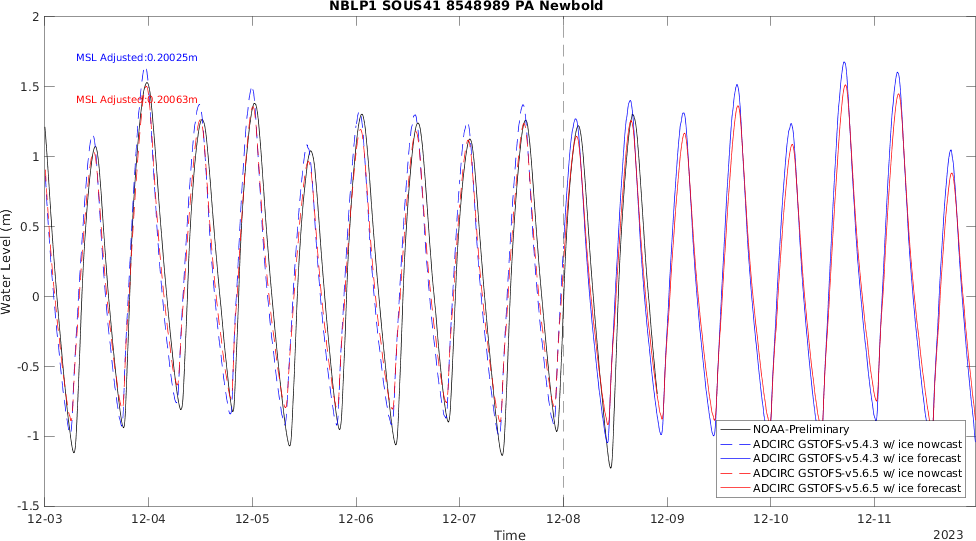 NBLP1 SOUS41 8548989 PA Newbold
2
1.5
1
0.5
0
-0.5
-1
-1.5
Water Level (m)
MSL Adjusted:0.20025m
MSL Adjusted:0.20063m
NOAA-Preliminary
ADCIRC GSTOFS-v5.4.3 w/ ice nowcast
ADCIRC GSTOFS-v5.4.3 w/ ice forecast
ADCIRC GSTOFS-v5.6.5 w/ ice nowcast
ADCIRC GSTOFS-v5.6.5 w/ ice forecast
12-03 12-04 12-05 12-06 12-07 12-08 12-09 12-10 12-11
Time
2023